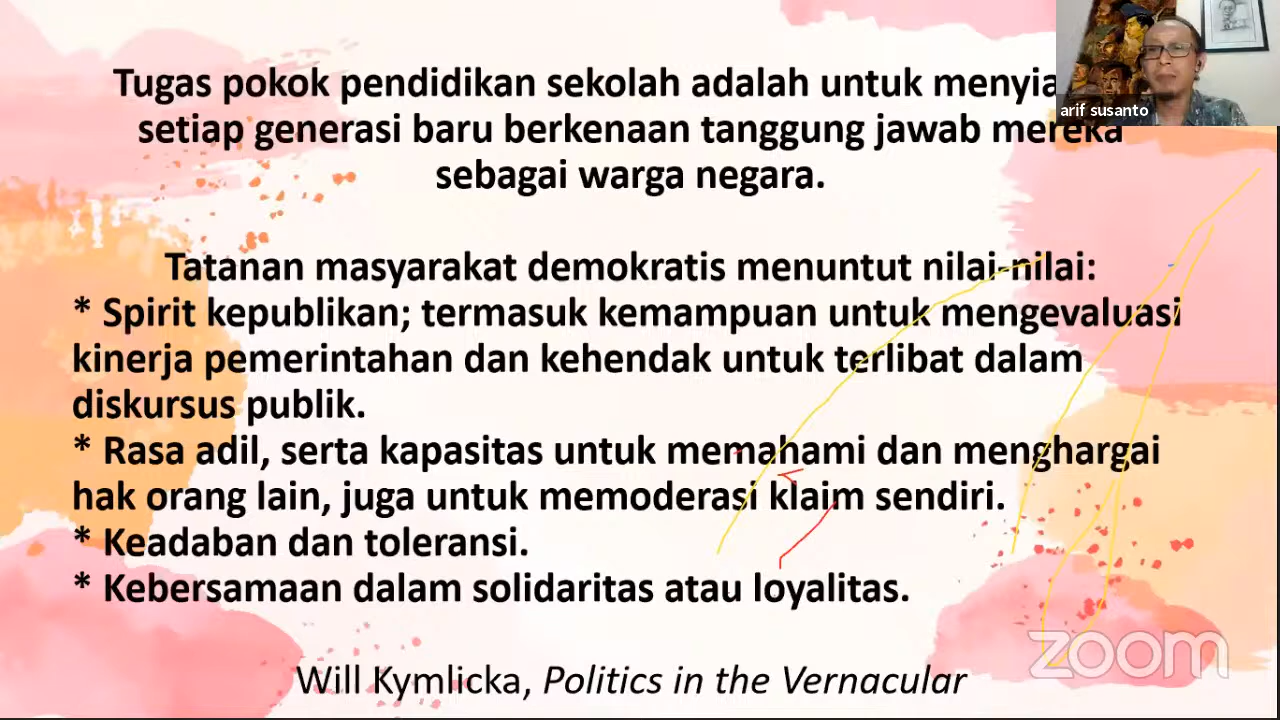 Tugas pokok pendidikan sekolah adalah untuk
setiap generasi baru berkenaan tanggung jawab mereka
sebagai warga negara.
Tatanan masyarakat demokratis menuntut nilai-nilai:
* Spirit kepublikan; termasuk kemampuan untuk mengevaluasi
kinerja pemerintahan dan kehendak untuk terlibat dalam
diskursus publik.
* Rasa adil, serta kapasitas untuk memahami dan menghargai
hak orang lain, juga untuk memoderasi klaim sendiri.
* Keadaban dan toleransi.
* Kebersamaan dalam solidaritas atau loyalitas.
Will Kymlicka, Politics in the Vernacular
arif susanto
zoom